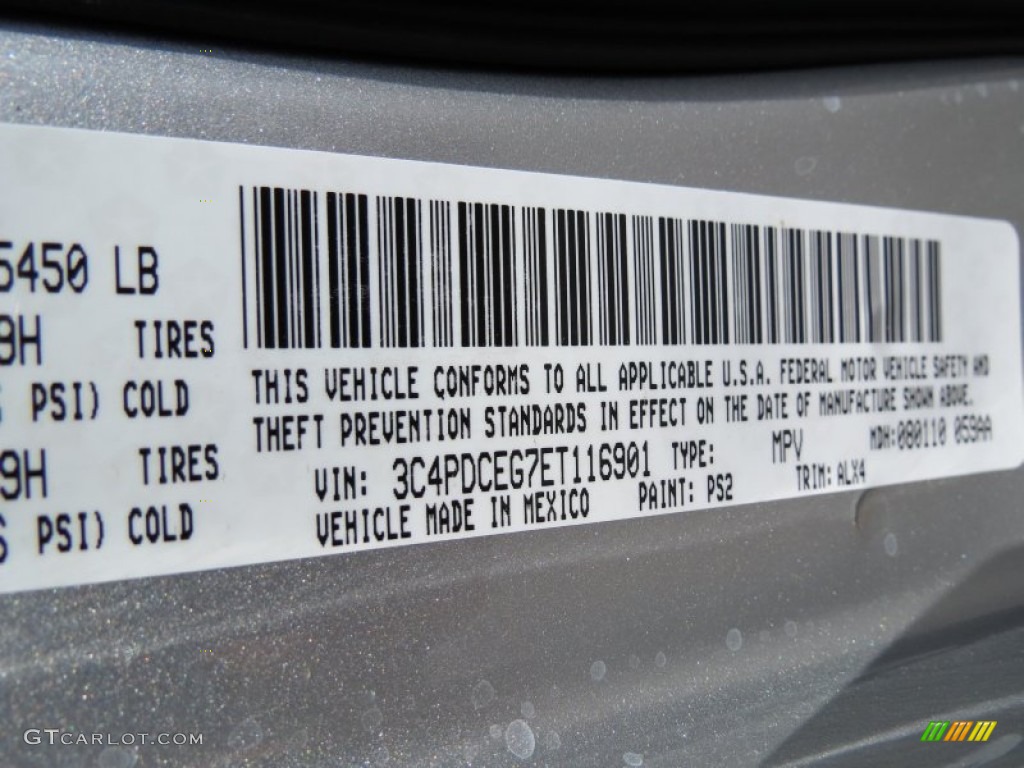 5450 LB
9H TIRES
PSI) COLD
9H TIRES
PSI) COLD
THIS VEHICLE CONFORMS TO ALL APPLICABLE U.S.A. FEDERAL MOTOR VEHICLE SAFETY AND
THEFT PREVENTION STANDARDS IN EFFECT ON THE DATE OF MANUFACTURE SHOWN ABOVE.
VIN: 3C4PDCEG7ET116901 TYPE: MPV MDH:080110 059AA
VEHICLE MADE IN MEXICO PAINT: PS2 TRIM: ALX4
GTCARLOT.COM